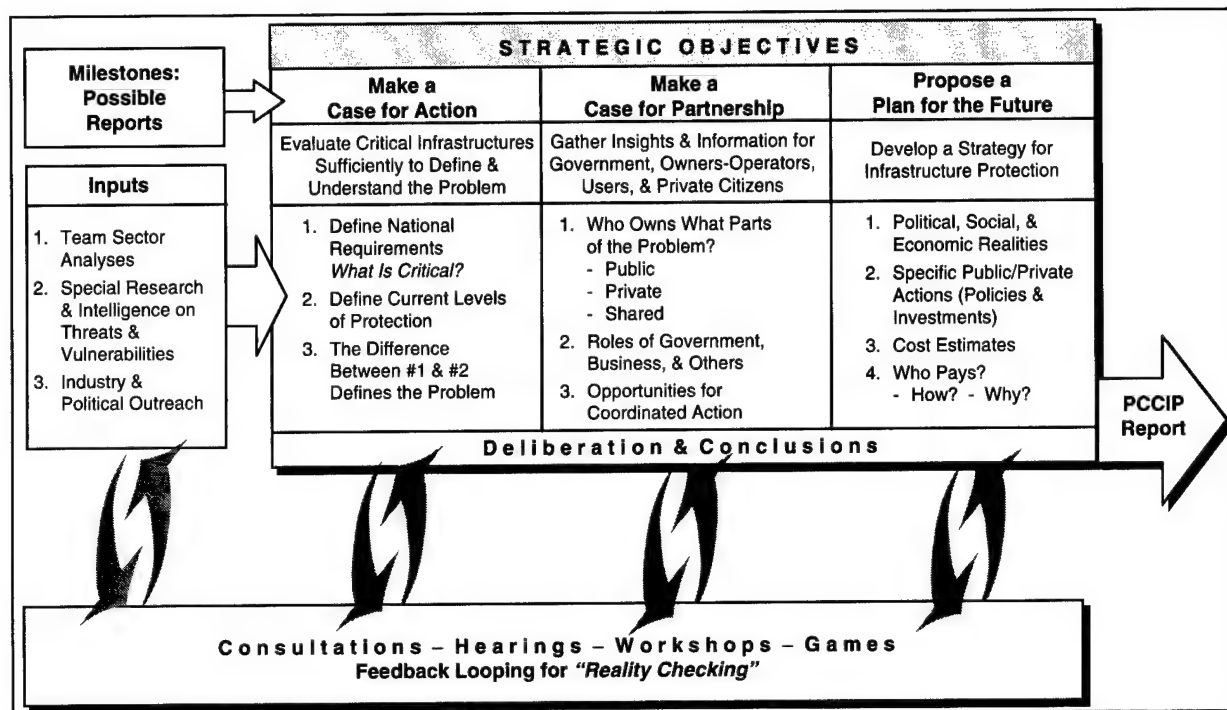 Milestones:
Possible
Reports
Inputs
1. Team Sector
Analyses
2. Special Research
& Intelligence on
Threats &
Vulnerabilities
3. Industry &
Political Outreach
STRATEGIC OBJECTIVES
Make a
Case for Action
Evaluate Critical Infrastructures
Sufficiently to Define &
Understand the Problem
1. Define National
Requirements
What Is Critical?
2. Define Current Levels
of Protection
3. The Difference
Between #1 & #2
Defines the Problem
Make a
Case for Partnership
Gather Insights & Information for
Government, Owners-Operators,
Users, & Private Citizens
1. Who Owns What Parts
of the Problem?
- Public
- Private
- Shared
2. Roles of Government,
Business, & Others
3. Opportunities for
Coordinated Action
Propose a
Plan for the Future
Develop a Strategy for
Infrastructure Protection
1. Political, Social, &
Economic Realities
2. Specific Public/Private
Actions (Policies &
Investments)
3. Cost Estimates
4. Who Pays?
- How? - Why?
Deliberation & Conclusions
PCCIP
Report
Consultations – Hearings – Workshops – Games
Feedback Looping for "Reality Checking"